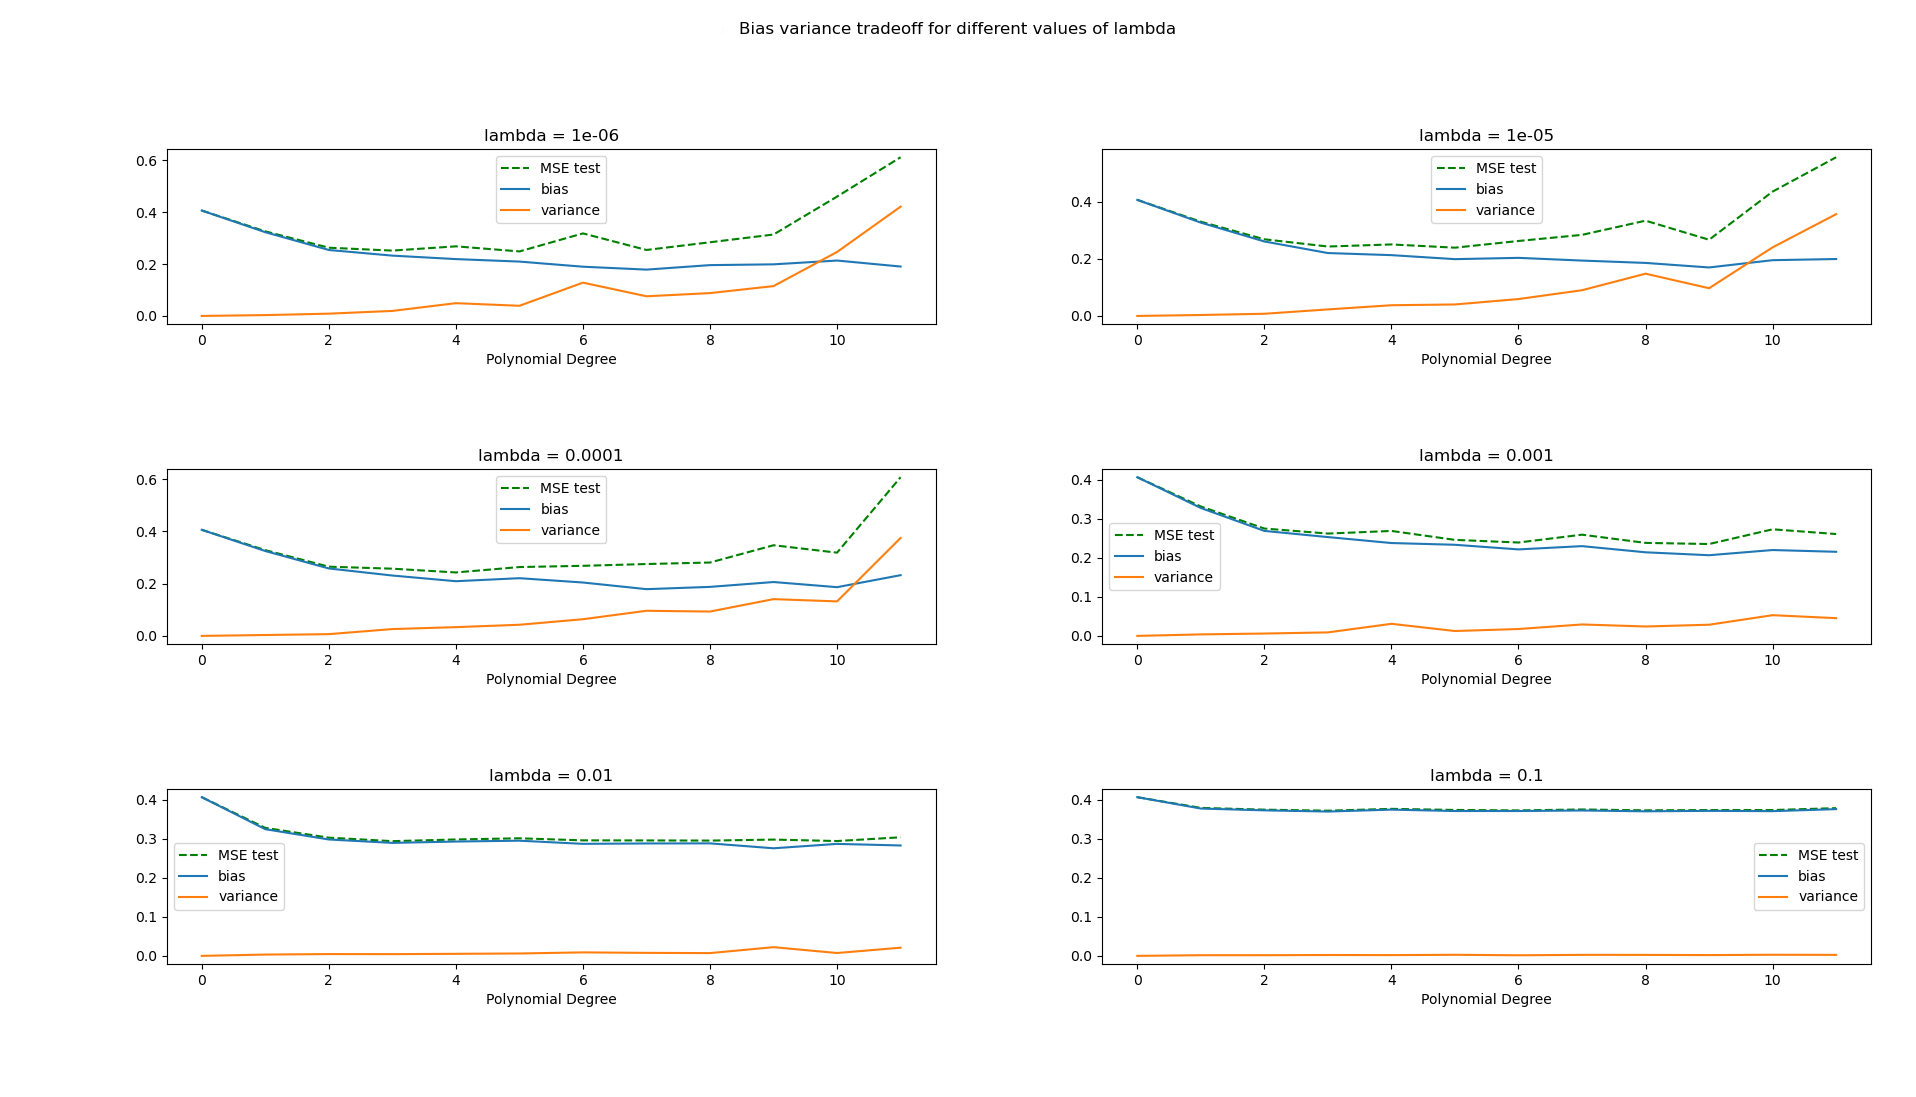 Bias variance tradeoff for different values of lambda
lambda = 1e-06
0.6
0.4
0.2
0.0
MSE test
bias
variance
0 2 4 6 8 10
Polynomial Degree
lambda = 1e-05
0.4
0.2
0.0
MSE test
bias
variance
0 2 4 6 8 10
Polynomial Degree
lambda = 0.0001
0.6
0.4
0.2
0.0
MSE test
bias
variance
0 2 4 6 8 10
Polynomial Degree
lambda = 0.001
0.4
0.3
0.2
0.1
0.0
MSE test
bias
variance
0 2 4 6 8 10
Polynomial Degree
lambda = 0.01
0.4
0.3
0.2
0.1
0.0
MSE test
bias
variance
0 2 4 6 8 10
Polynomial Degree
lambda = 0.1
0.4
0.3
0.2
0.1
0.0
MSE test
bias
variance
0 2 4 6 8 10
Polynomial Degree